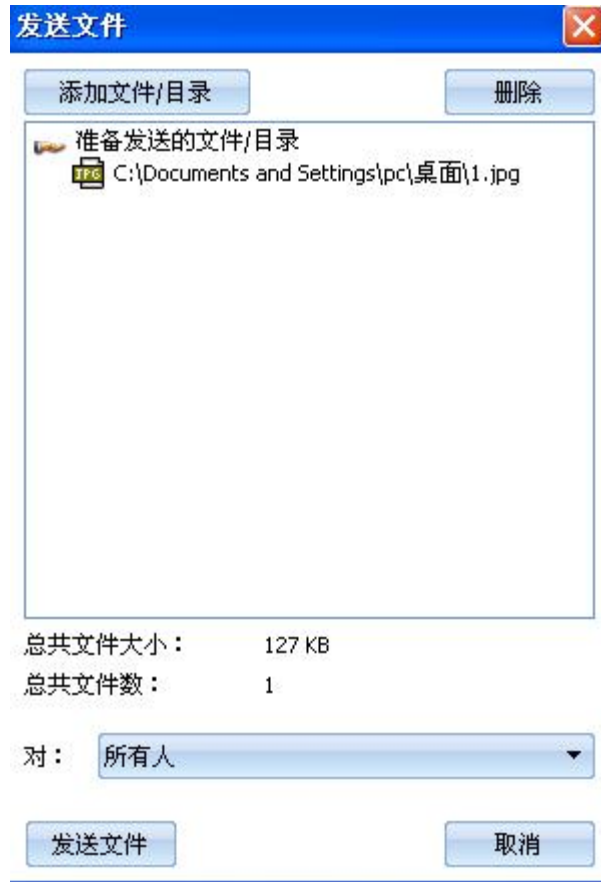 发送文件
添加文件/目录 删除
准备发送的文件/目录
JPG C:\Documents and Settings\pc\桌面\1.jpg
总共文件大小： 127 KB
总共文件数： 1
对： 所有人
发送文件 取消